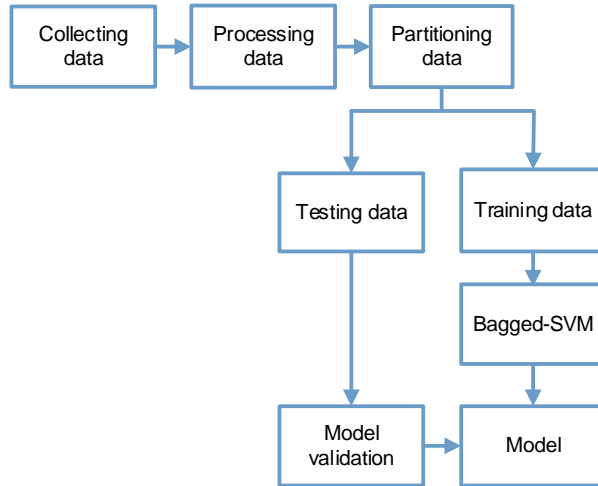 Collecting
data
Processing
data
Partitioning
data
Testing data
Training data
Bagged-SVM
Model
validation
Model